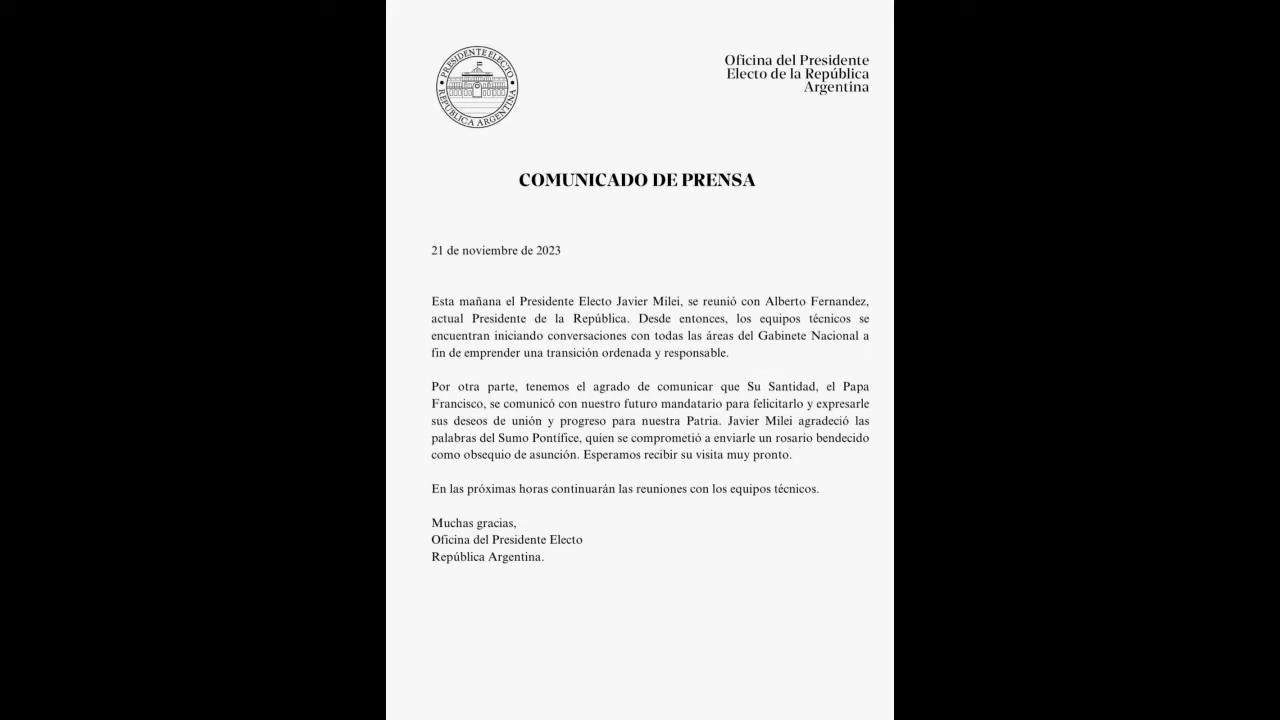 PRESIDENTE ELECTO
REPÚBLICA ARGENTINA
Oficina del Presidente
Electo de la República
Argentina
COMUNICADO DE PRENSA
21 de noviembre de 2023
Esta mañana el Presidente Electo Javier Milei, se reunió con Alberto Fernandez,
actual Presidente de la República. Desde entonces, los equipos técnicos se
encuentran iniciando conversaciones con todas las áreas del Gabinete Nacional a
fin de emprender una transición ordenada y responsable.
Por otra parte, tenemos el agrado de comunicar que Su Santidad, el Papa
Francisco, se comunicó con nuestro futuro mandatario para felicitarlo y expresarle
sus deseos de unión y progreso para nuestra Patria. Javier Milei agradeció las
palabras del Sumo Pontífice, quien se comprometió a enviarle un rosario bendecido
como obsequio de asunción. Esperamos recibir su visita muy pronto.
En las próximas horas continuarán las reuniones con los equipos técnicos.
Muchas gracias,
Oficina del Presidente Electo
República Argentina.